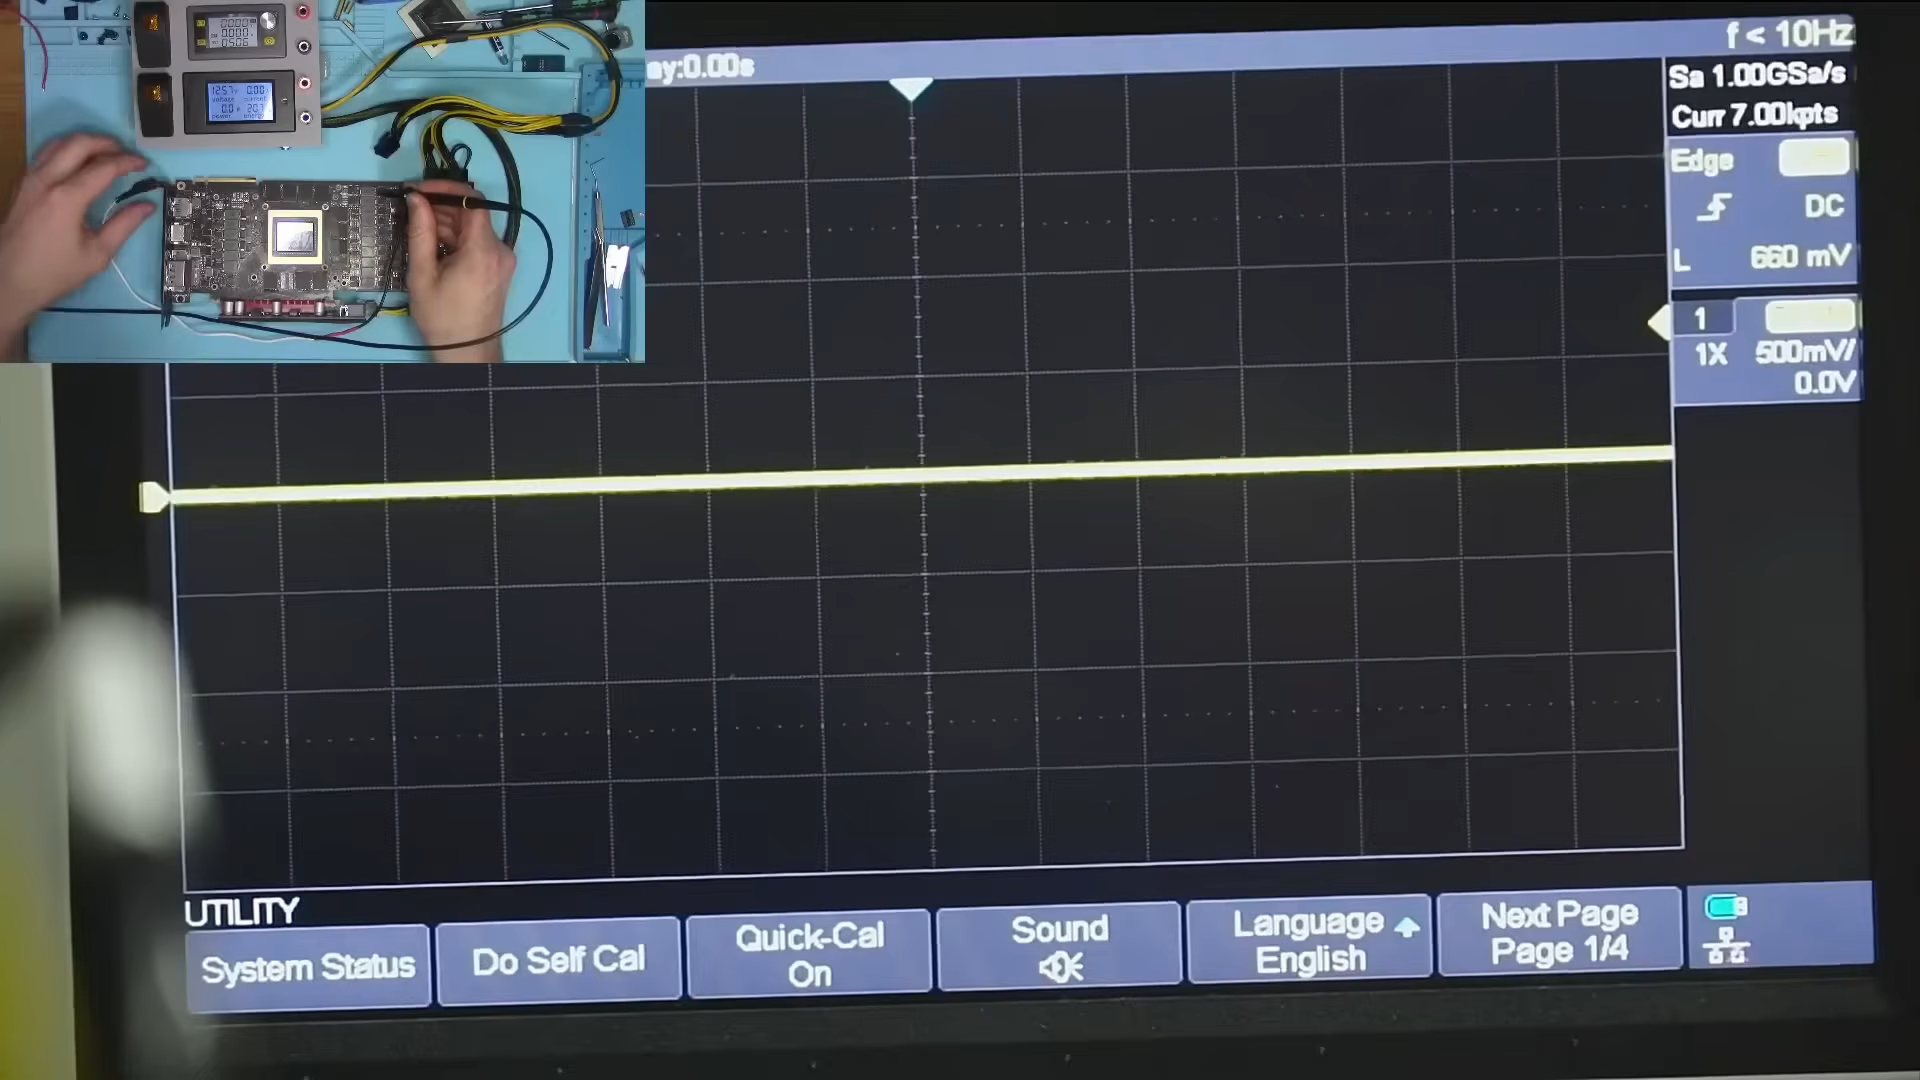 f < 10Hz
ay:0.00s
Sa 1.00GSa/s
Curr 7.00kpts
Edge
DC
L 660 mV
1
1X 500mV/
0.0V
UTILITY
System Status
Do Self Cal
Quick-Cal
On
Sound
Language
English
Next Page
Page 1/4